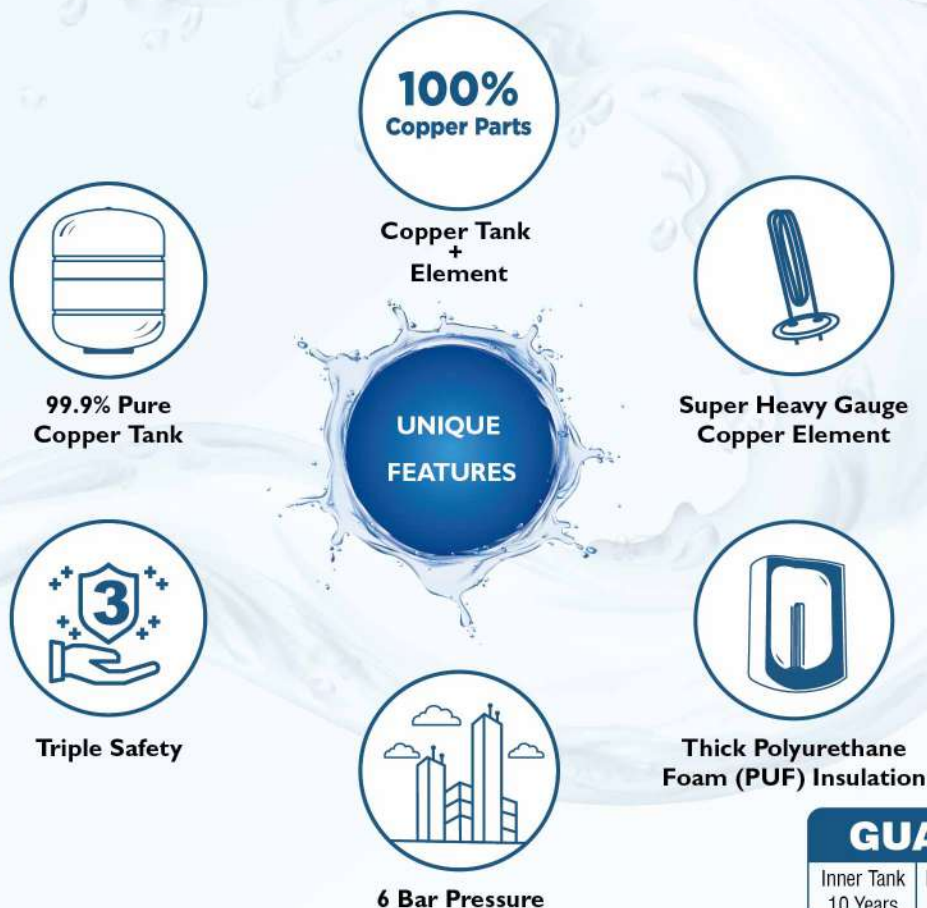 100%
Copper Parts
Copper Tank
+
Element
99.9% Pure
Copper Tank
Super Heavy Gauge
Copper Element
UNIQUE
FEATURES
3
Triple Safety
Thick Polyurethane
Foam (PUF) Insulation
6 Bar Pressure
GUA
Inner Tank
10 Years